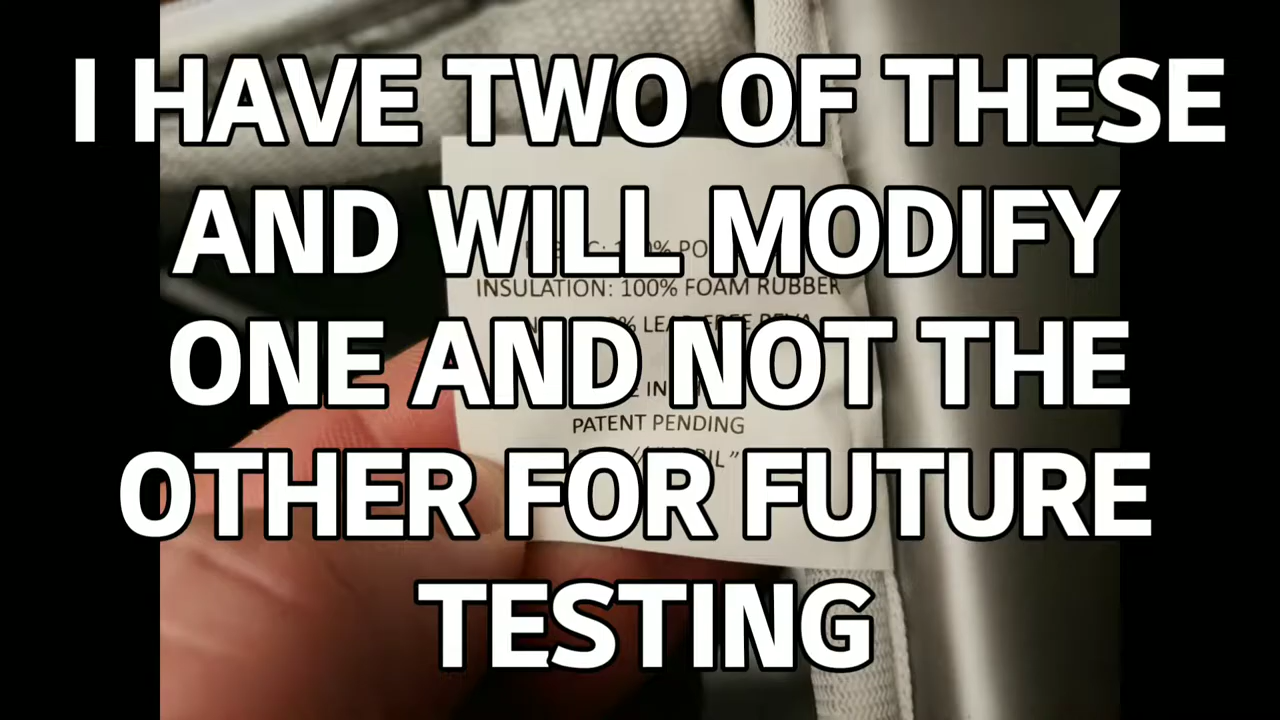 I HAVE TWO OF THESE
AND WILL MODIFY
INSULATION: 100% FOAM RUBBER
ONE AND NOT THE
PATENT PENDING
OTHER FOR FUTURE
TESTING